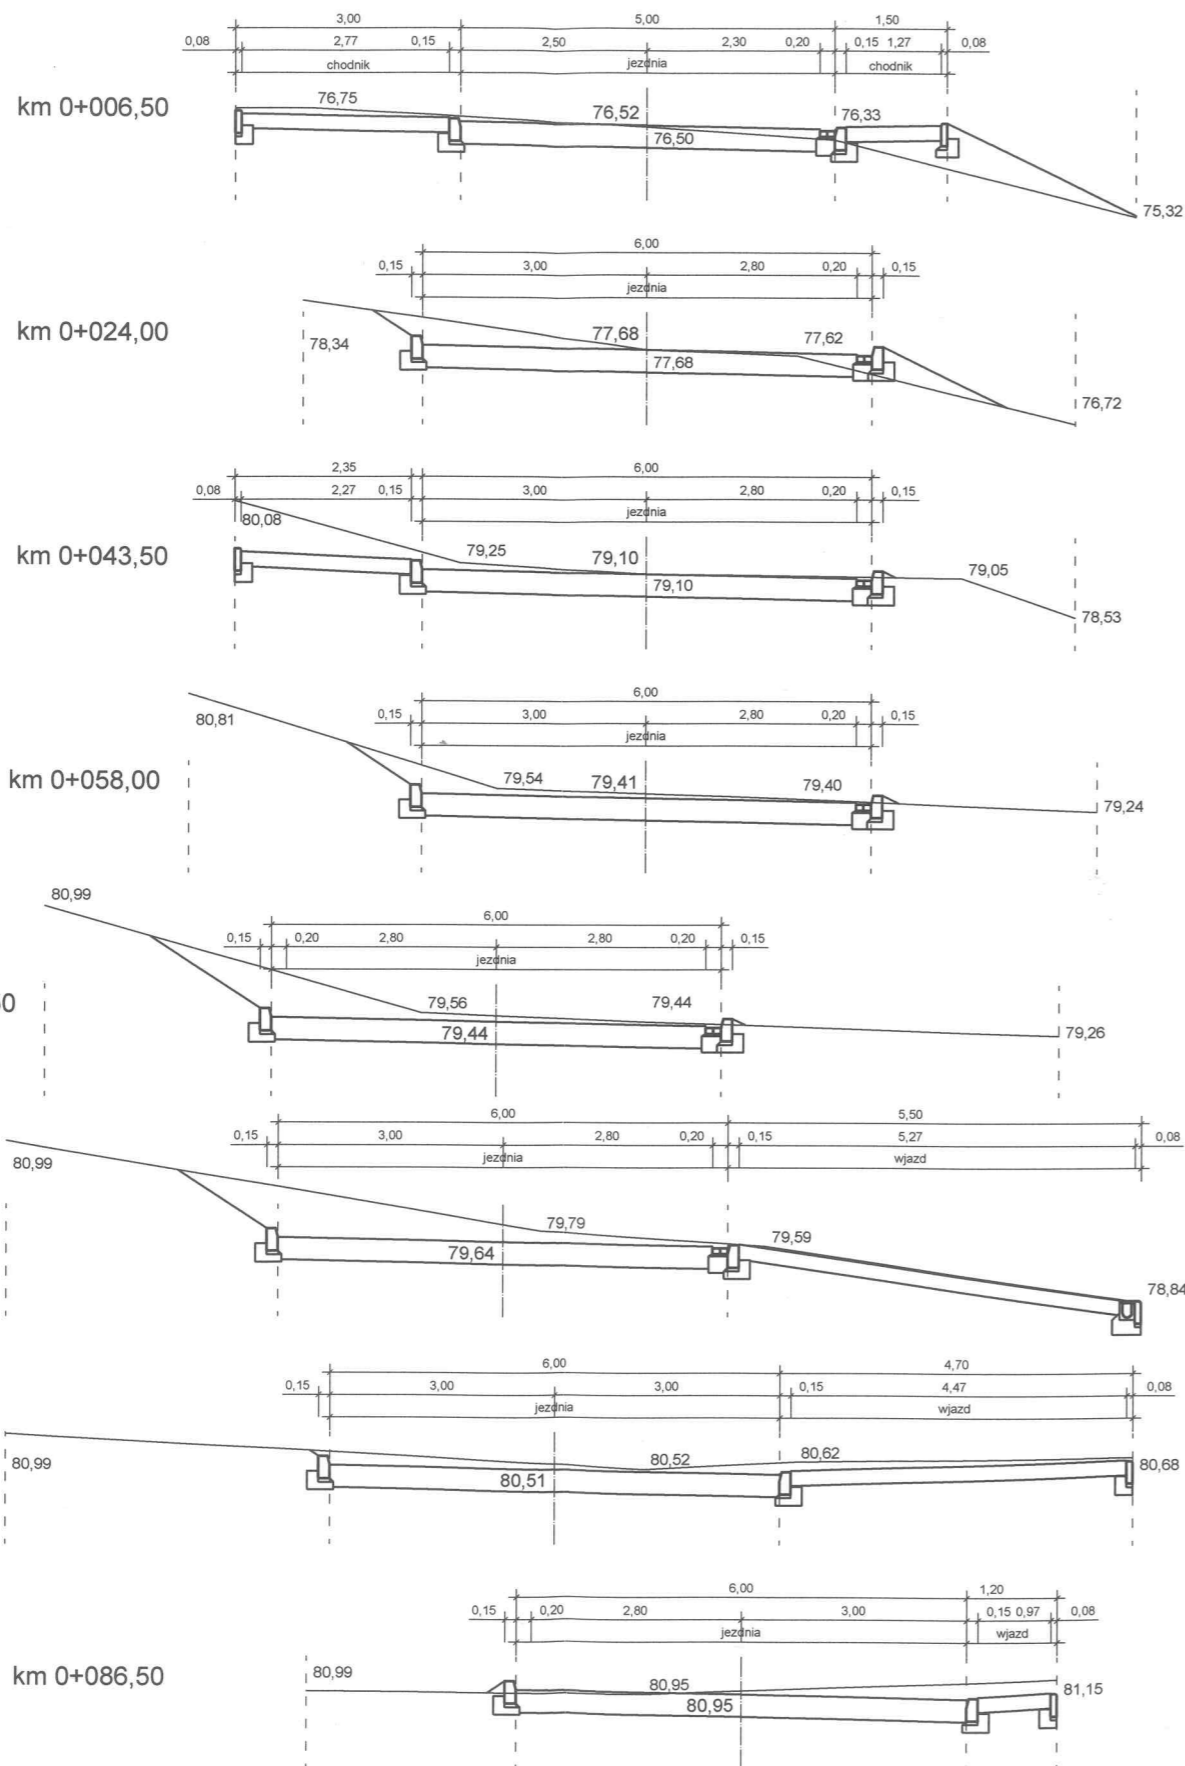 3,00 5,00 1,50
0,08 2,77 0,15 2,50 2,30 0,20 0,15 1,27 0,08
chodnik jezdnia chodnik
km 0+006,50
76,75 76,52 76,33
76,50
75,32
6,00
0,15 3,00 2,80 0,20 0,15
jezdnia
km 0+024,00
78,34 77,68 77,62
77,68
76,72
2,35 6,00
0,08 2,27 0,15 3,00 2,80 0,20 0,15
jezdnia
80,08
km 0+043,50
79,25 79,10 79,05
79,10
78,53
6,00
80,81 0,15 3,00 2,80 0,20 0,15
jezdnia
km 0+058,00
79,54 79,41 79,40
79,24
80,99
6,00
0,15 0,20 2,80 2,80 0,20 0,15
jezdnia
0
79,56 79,44
79,44 79,26
6,00 5,50
0,15 3,00 2,80 0,20 0,15 5,27 0,08
80,99 jezdnia wjazd
79,79 79,59
79,64
78,84
6,00 4,70
0,15 3,00 3,00 0,15 4,47 0,08
jezdnia wjazd
80,99 80,52 80,62 80,68
80,51
6,00 1,20
0,15 0,20 2,80 3,00 0,15 0,97 0,08
jezdnia wjazd
km 0+086,50
80,99 80,95 81,15
80,95